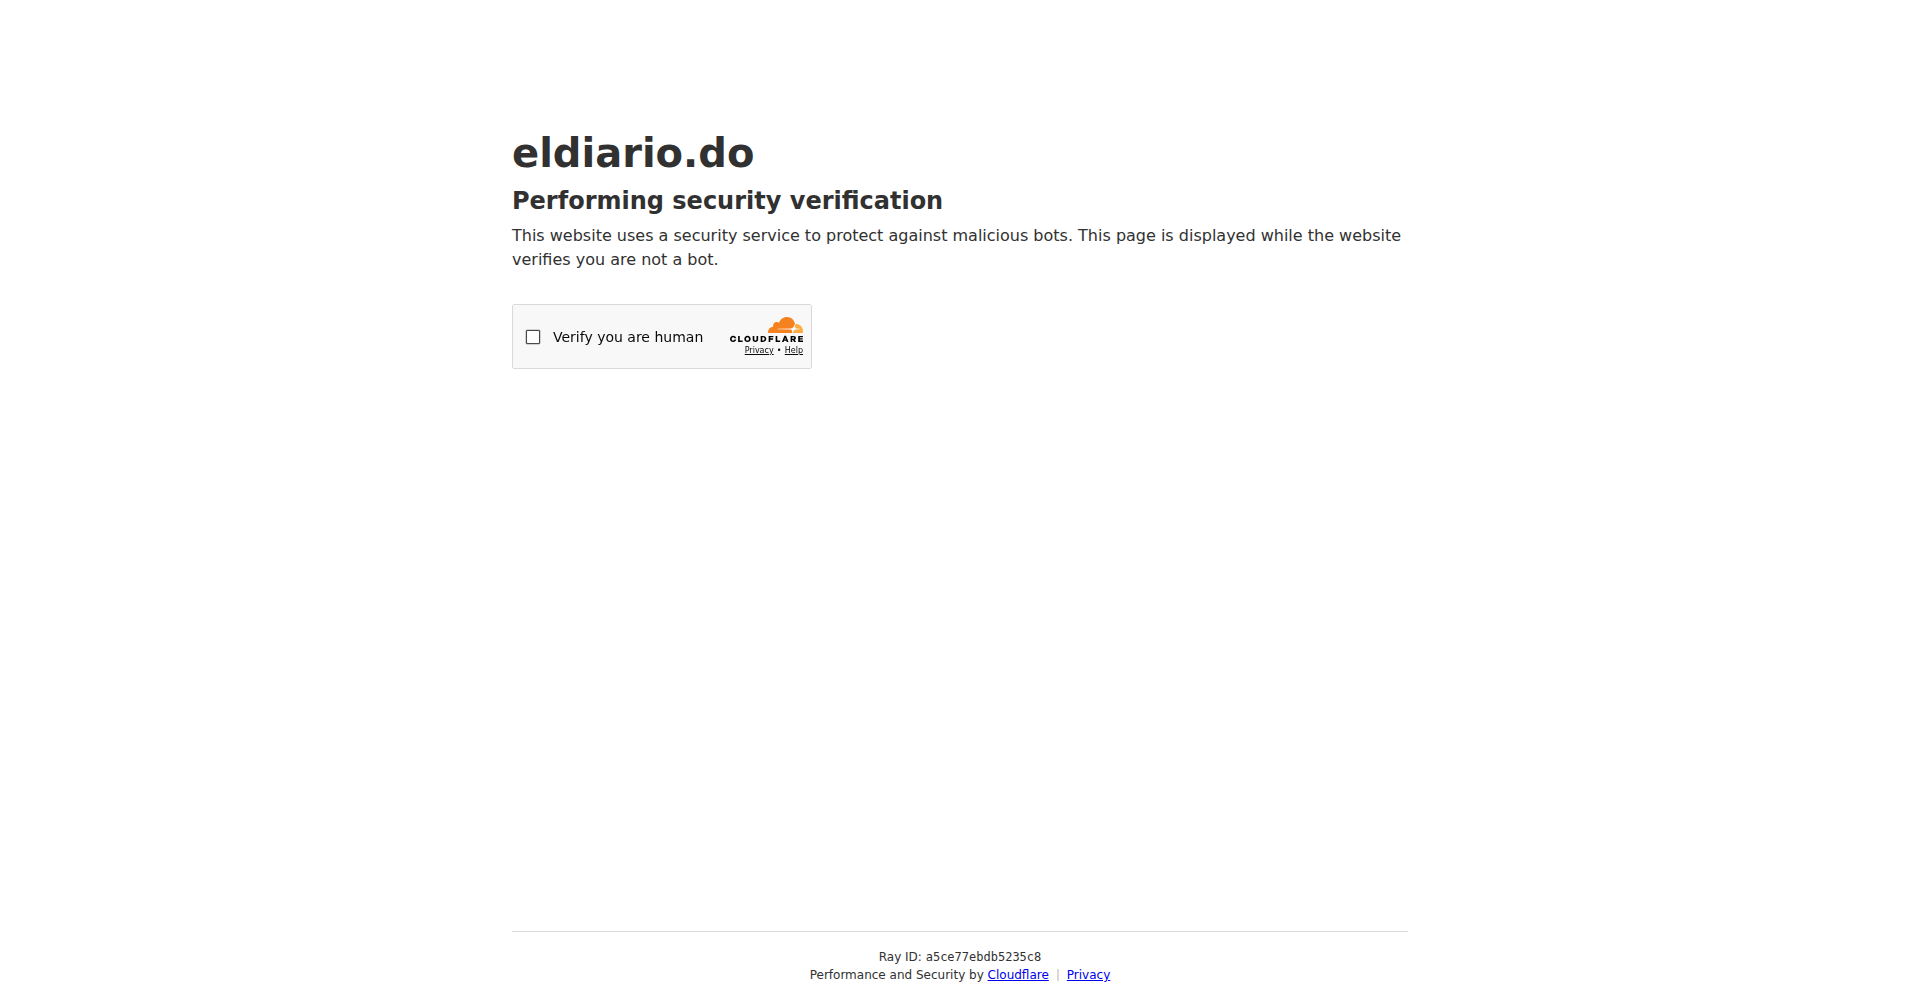 eldiario.do
Performing security verification
This website uses a security service to protect against malicious bots. This page is displayed while the website
verifies you are not a bot.
Verify you are human
CLOUDFLARE
Privacy • Help
Ray ID: a5ce77ebdb5235c8
Performance and Security by Cloudflare | Privacy